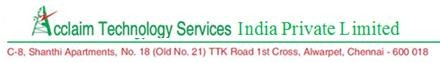 Acclaim Technology Services India Private Limited
C-8, Shanthi Apartments, No. 18 (Old No. 21) TTK Road 1st Cross, Alwarpet, Chennai - 600 018